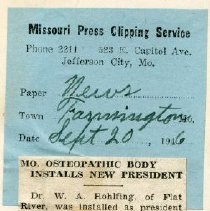 Missouri Press Clipping Service
Phone 2211 523 E. Capitol Ave.
Jefferson City, Mo.
Paper News
Town Farmington Mo.
Date Sept 20, 1946
MO. OSTEOPATHIC BODY
INSTALLS NEW PRESIDENT
Dr. W. A. Rohlfing, of Flat
River, was installed as president